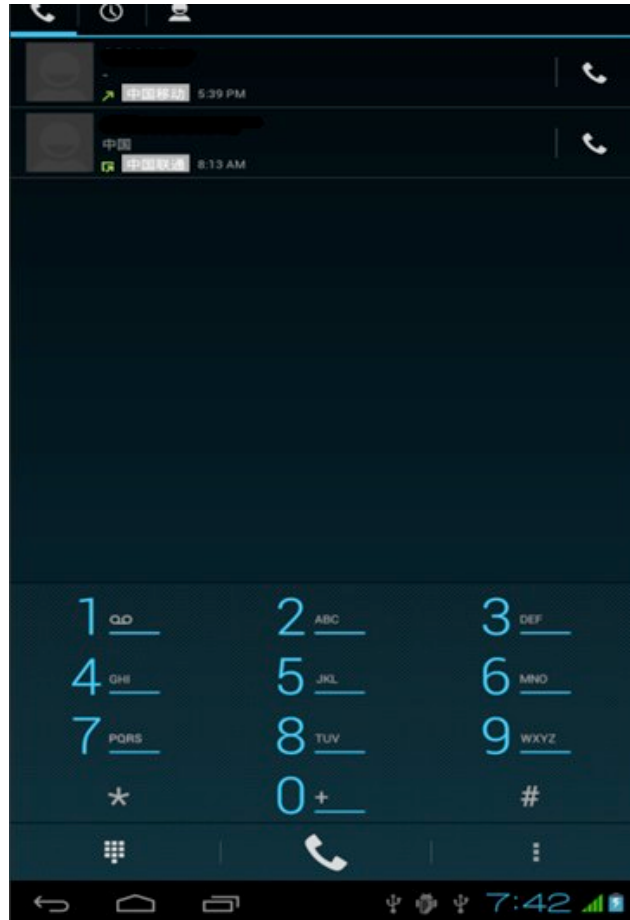 -
中国移动 5:39 PM
中国
中国联通 8:13 AM
1
2 ABC
3 DEF
4 GHI
5 JKL
6 MNO
7 PQRS
8 TUV
9 WXYZ
*
0 +
#
7:42